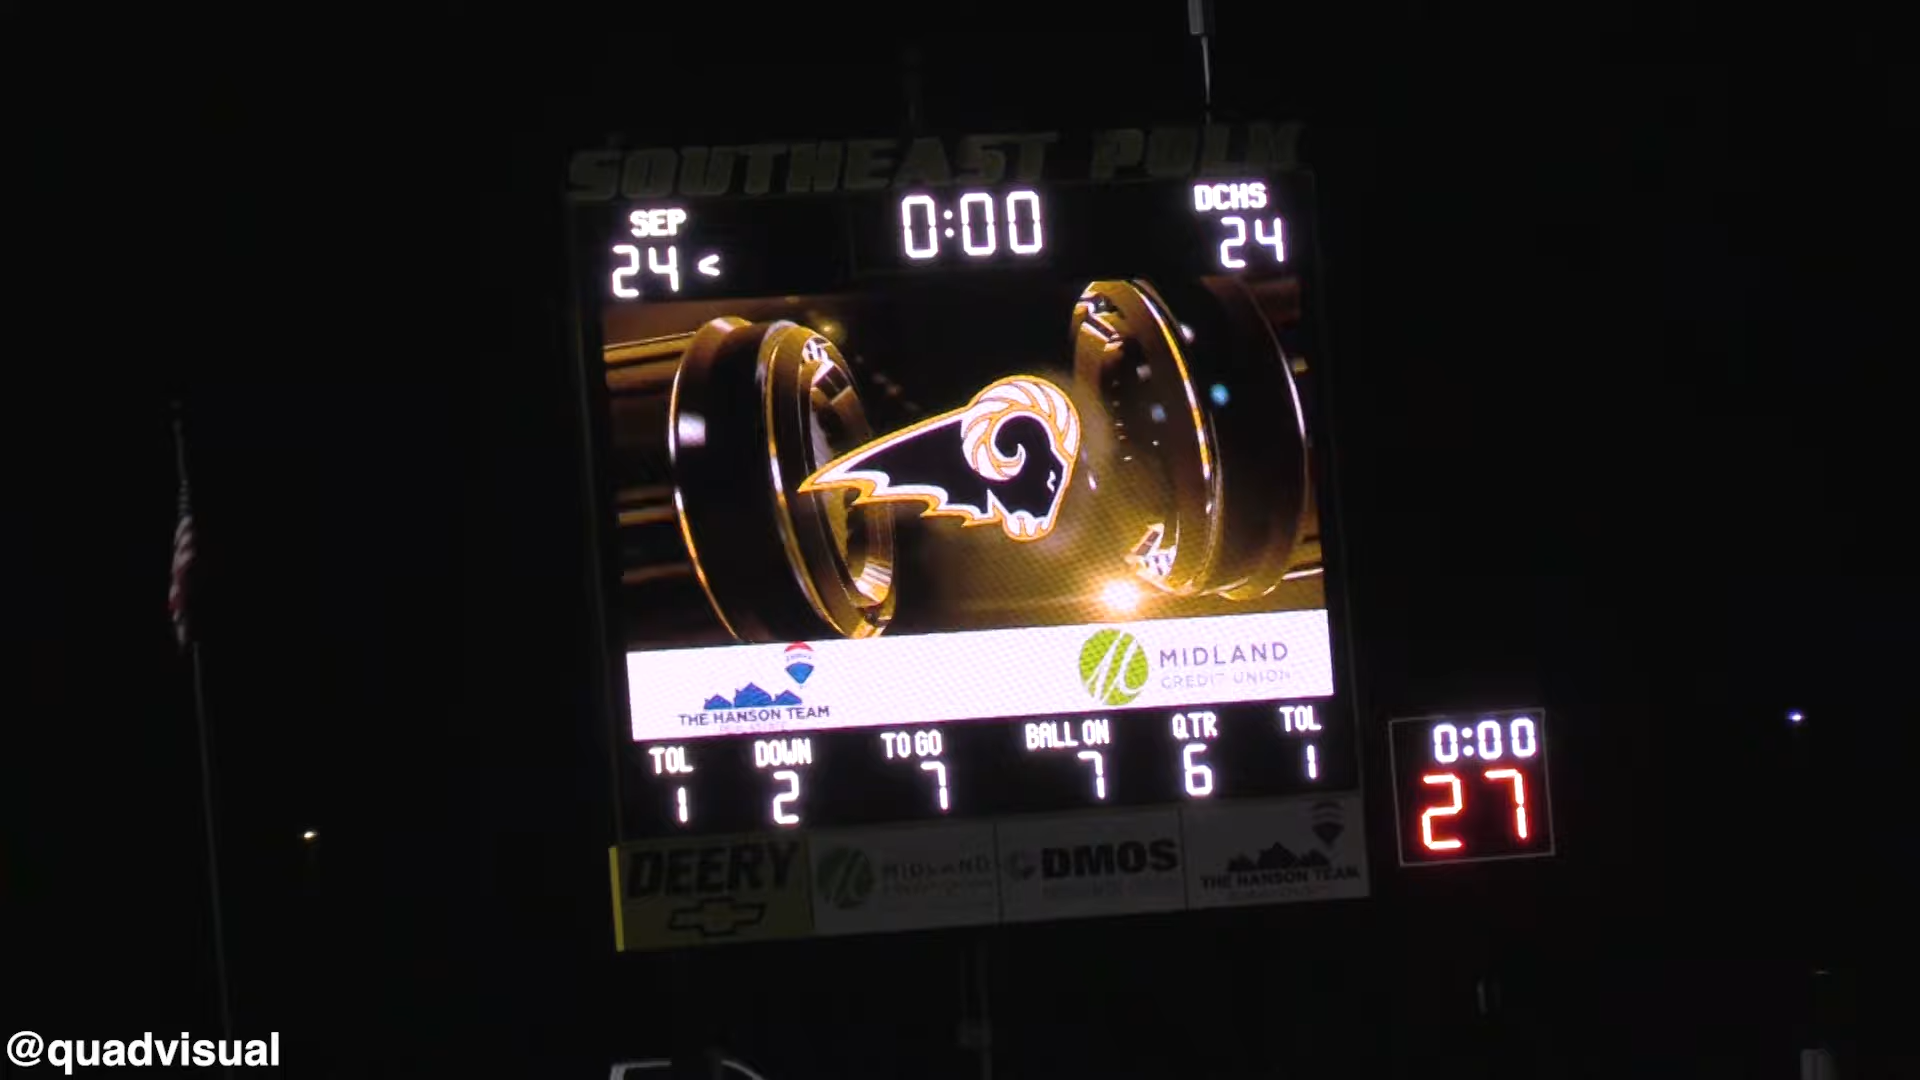 SOUTHEAST POLK
SEP 0:00 DCHS
24 < 24
THE HANSON TEAM
MIDLAND
CREDIT UNION
TOL DOWN TO GO BALL ON QTR TOL
1 2 7 7 6 1
0:00
27
DEERY MIDLAND DMOS THE HANSON TEAM
@quadvisual